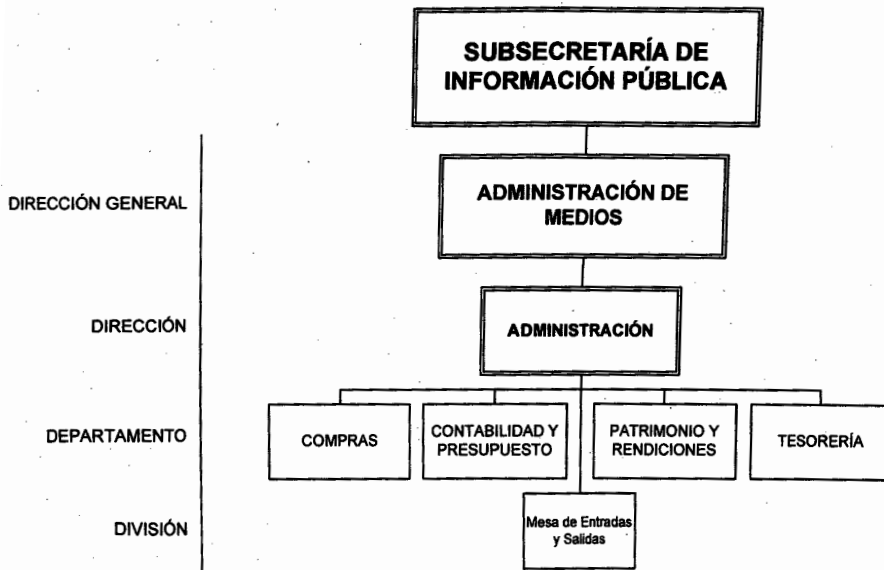 SUBSECRETARÍA DE
INFORMACIÓN PÚBLICA
DIRECCIÓN GENERAL
ADMINISTRACIÓN DE
MEDIOS
DIRECCIÓN
ADMINISTRACIÓN
DEPARTAMENTO
COMPRAS
CONTABILIDAD Y
PRESUPUESTO
PATRIMONIO Y
RENDICIONES
TESORERÍA
DIVISIÓN
Mesa de Entradas
y Salidas